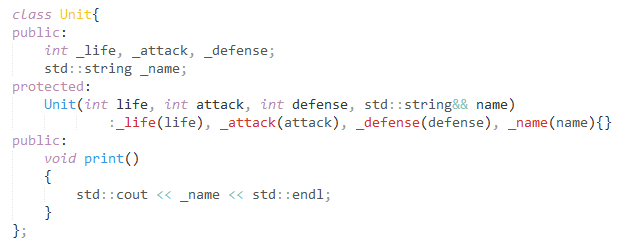 class Unit{
public:
    int _life, _attack, _defense;
    std::string _name;
protected:
    Unit(int life, int attack, int defense, std::string&& name)
            :_life(life), _attack(attack), _defense(defense), _name(name){}
public:
    void print()
    {
        std::cout << _name << std::endl;
    }
};